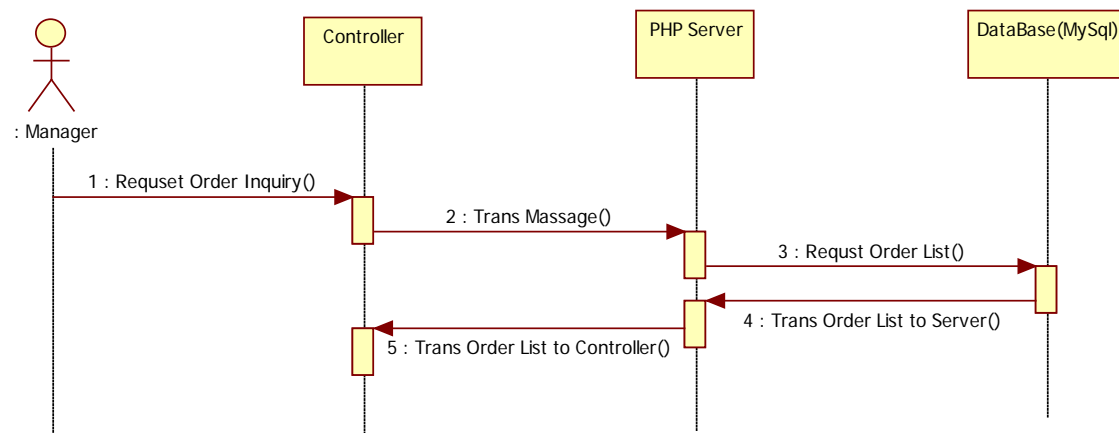 Controller
PHP Server
DataBase(MySql)
: Manager
1 : Requset Order Inquiry()
2 : Trans Massage()
3 : Requst Order List()
4 : Trans Order List to Server()
5 : Trans Order List to Controller()